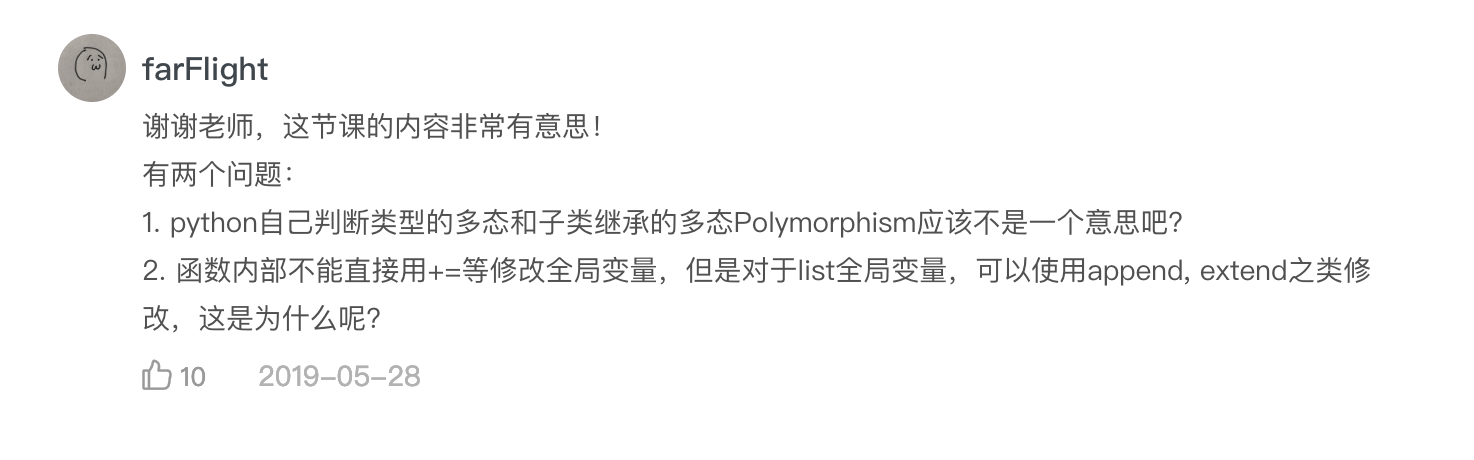 farFlight
谢谢老师，这节课的内容非常有意思！
有两个问题：
1. python自己判断类型的多态和子类继承的多态Polymorphism应该不是一个意思吧？
2. 函数内部不能直接用+=等修改全局变量，但是对于list全局变量，可以使用append, extend之类修
改，这是为什么呢？
10 2019-05-28